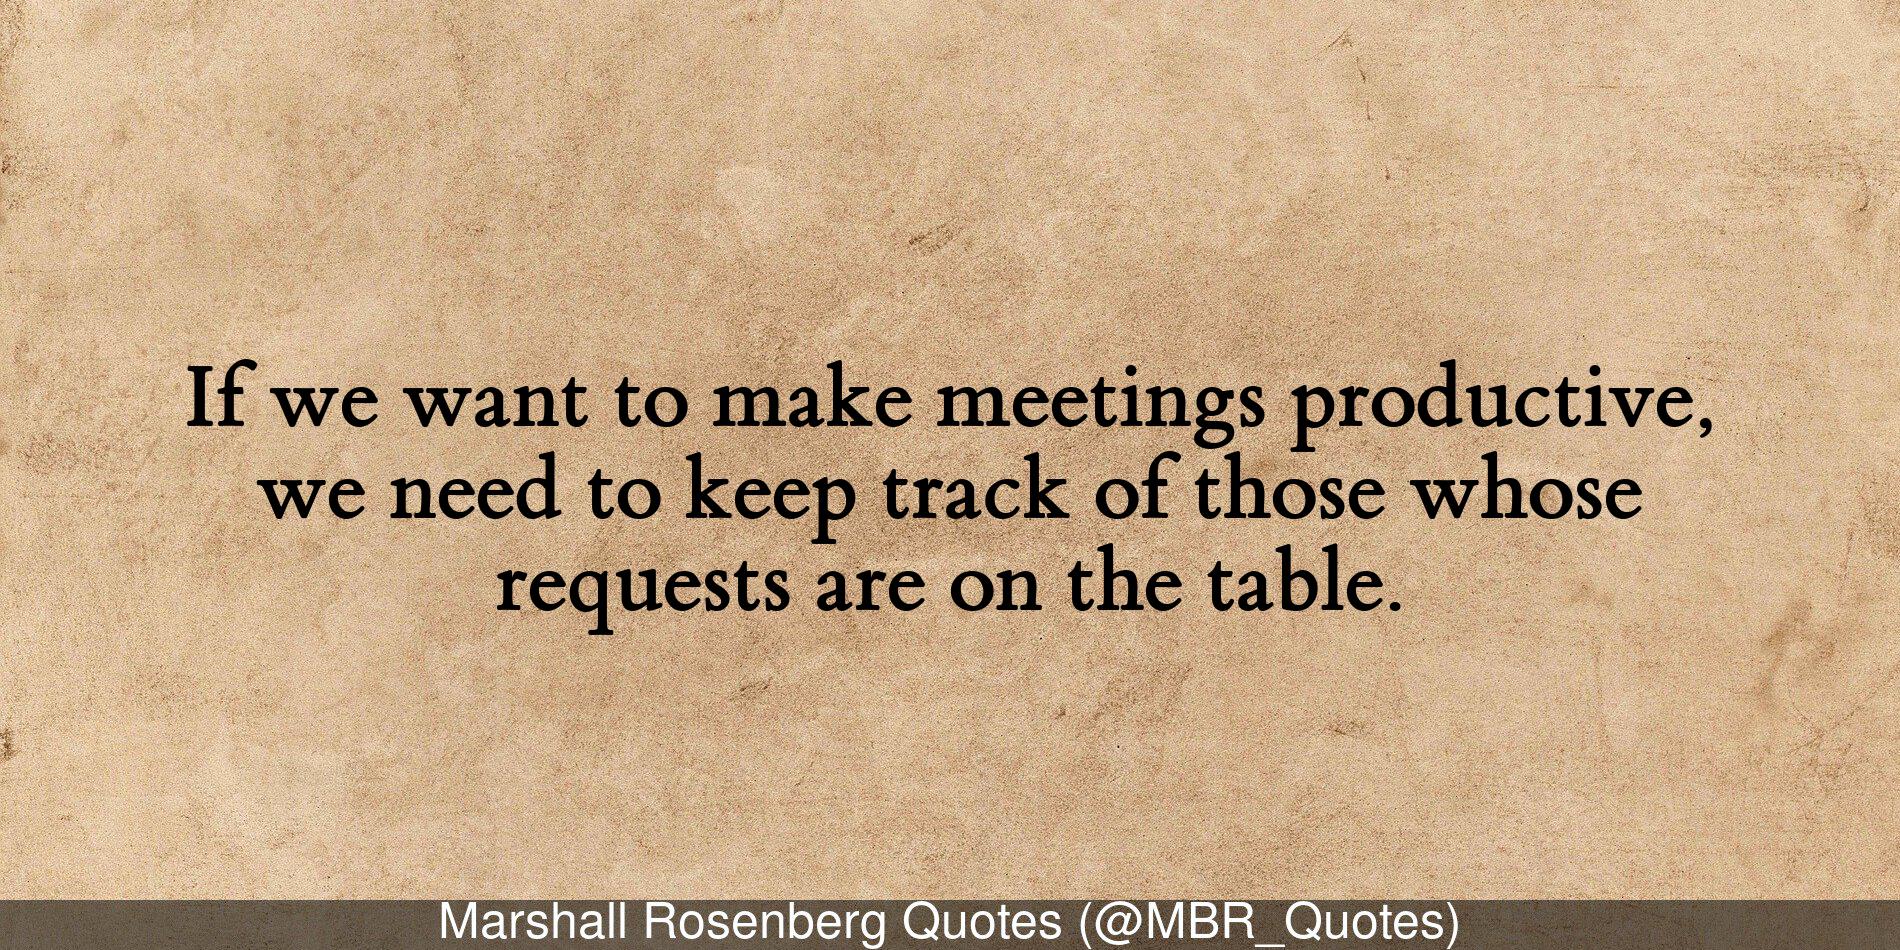 If we want to make meetings productive,
we need to keep track of those whose
requests are on the table.
Marshall Rosenberg Quotes (@MBR_Quotes)